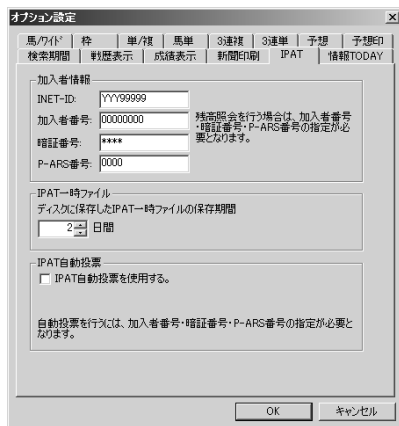 オプション設定
馬/ワイド 枠 単/複 馬単 3連複 3連単 予想 予想印
検索期間 戦歴表示 成績表示 新聞印刷 IPAT 情報TODAY
加入者情報
INET-ID: YYY99999
加入者番号: 00000000
暗証番号: ****
P-ARS番号: 0000
残高照会を行う場合は、加入者番号
・暗証番号・P-ARS番号の指定が必
要となります。
IPAT一時ファイル
ディスクに保存したIPAT一時ファイルの保存期間
2 日間
IPAT自動投票
IPAT自動投票を使用する。
自動投票を行うには、加入者番号・暗証番号・P-ARS番号の指定が必要と
なります。
OK キャンセル